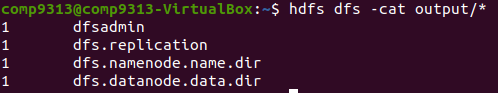 comp9313@comp9313-VirtualBox:~$ hdfs dfs -cat output/*
1 dfsadmin
1 dfs.replication
1 dfs.namenode.name.dir
1 dfs.datanode.data.dir